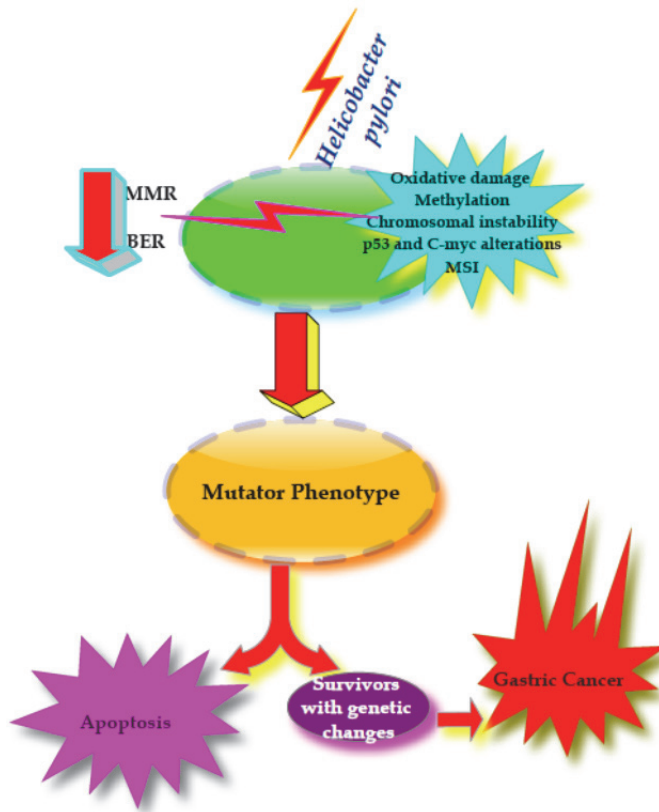 Helicobacter
pylori
MMR
BER
Oxidative damage
Methylation
Chromosomal instability
p53 and C-myc alterations
MSI
Mutator Phenotype
Apoptosis
Survivors
with genetic
changes
Gastric Cancer